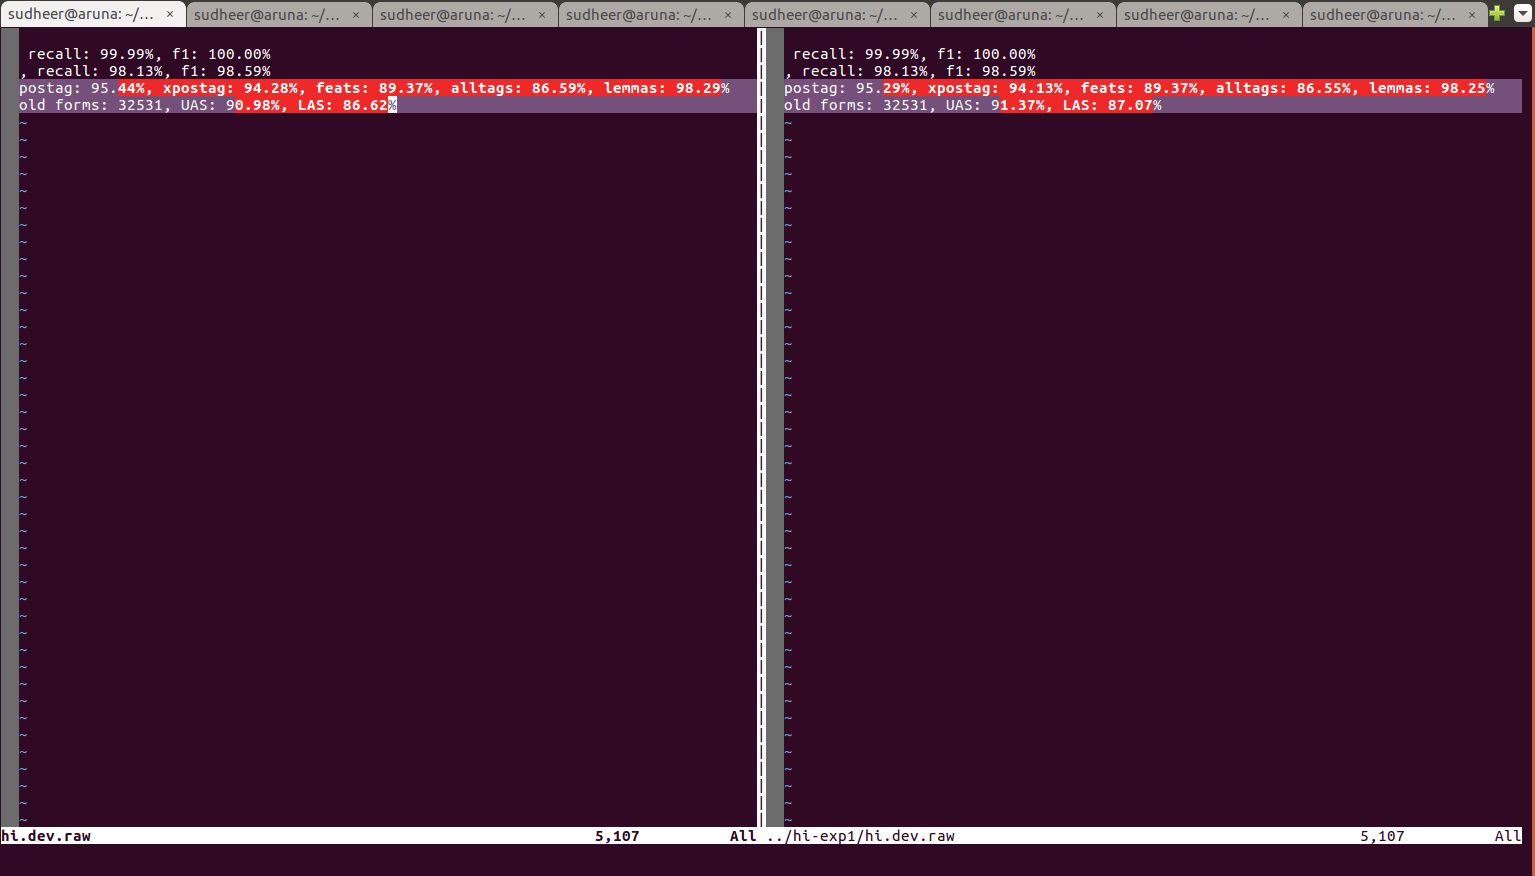 sudheer@aruna: ~/... × sudheer@aruna: ~/... × sudheer@aruna: ~/... × sudheer@aruna: ~/... × sudheer@aruna: ~/... × sudheer@aruna: ~/... × sudheer@aruna: ~/... × sudheer@aruna: ~/... ×
recall: 99.99%, f1: 100.00%
, recall: 98.13%, f1: 98.59%
postag: 95.44%, xpostag: 94.28%, feats: 89.37%, alltags: 86.59%, lemmas: 98.29%
old forms: 32531, UAS: 90.98%, LAS: 86.62%
hi.dev.raw 5,107 All
recall: 99.99%, f1: 100.00%
, recall: 98.13%, f1: 98.59%
postag: 95.29%, xpostag: 94.13%, feats: 89.37%, alltags: 86.55%, lemmas: 98.25%
old forms: 32531, UAS: 91.37%, LAS: 87.07%
../hi-exp1/hi.dev.raw 5,107 All